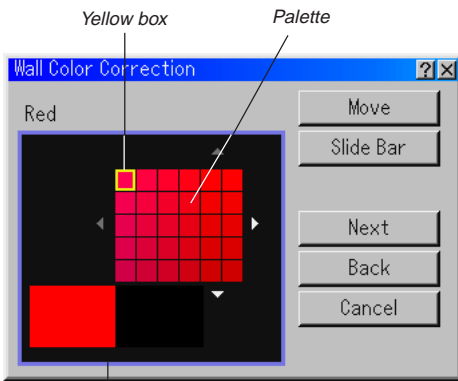 Yellow box
Palette
Wall Color Correction
?
×
Red
Move
Slide Bar
Next
Back
Cancel